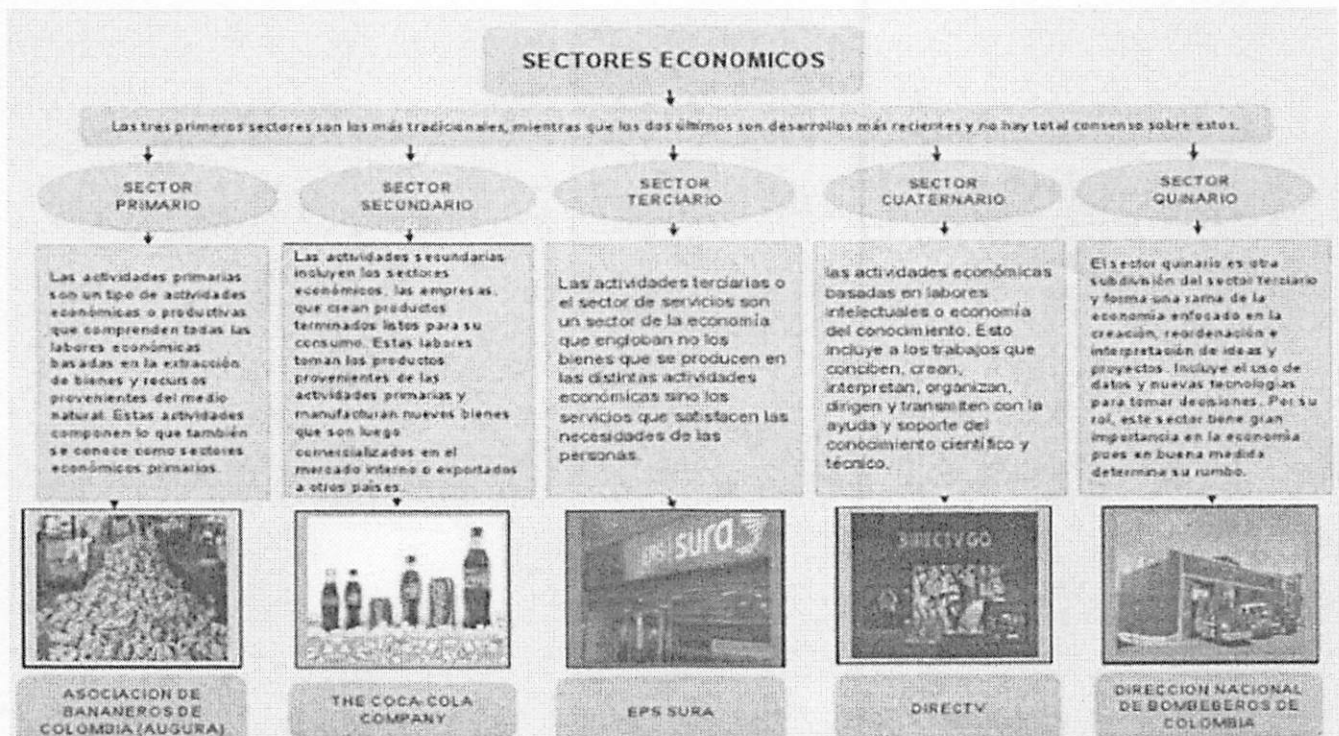 SECTORES ECONOMICOS
Los tres primeros sectores son los más tradicionales, mientras que los dos últimos son desarrollos más recientes y no hay total consenso sobre estos.
SECTOR
PRIMARIO
Las actividades primarias
son un tipo de actividades
económicas o productivas
que comprenden todas las
labores económicas
basadas en la extracción
de bienes y recursos
provenientes del medio
natural. Estas actividades
componen lo que también
se conoce como sectores
económicos primarios.
ASOCIACION DE
BANANEROS DE
COLOMBIA (AUGURA)
SECTOR
SECUNDARIO
Las actividades secundarias
incluyen los sectores
económicos, las empresas,
que crean productos
terminados listos para su
consumo. Estas labores
toman los productos
provenientes de las
actividades primarias y
manufacturan nuevos bienes
que son luego
comercializados en el
mercado interno o exportados
a otros países.
THE COCA-COLA
COMPANY
SECTOR
TERCIARIO
Las actividades terciarias o
el sector de servicios son
un sector de la economía
que engloban no los
bienes que se producen en
las distintas actividades
económicas sino los
servicios que satisfacen las
necesidades de las
personas.
EPS sura
EPS SURA
SECTOR
CUATERNARIO
las actividades económicas
basadas en labores
intelectuales o economía
del conocimiento. Esto
incluye a los trabajos que
conciben, crean,
interpretan, organizan,
dirigen y transmiten con la
ayuda y soporte del
conocimiento científico y
técnico.
DIRECTV GO
DIRECTV
SECTOR
QUINARIO
El sector quinario es otra
subdivisión del sector terciario
y forma una rama de la
economía enfocado en la
creación, reordenación e
interpretación de ideas y
proyectos. Incluye el uso de
datos y nuevas tecnologías
para tomar decisiones. Por su
rol, este sector tiene gran
importancia en la economía
pues en buena medida
determina su rumbo.
DIRECCION NACIONAL
DE BOMBEBEROS DE
COLOMBIA